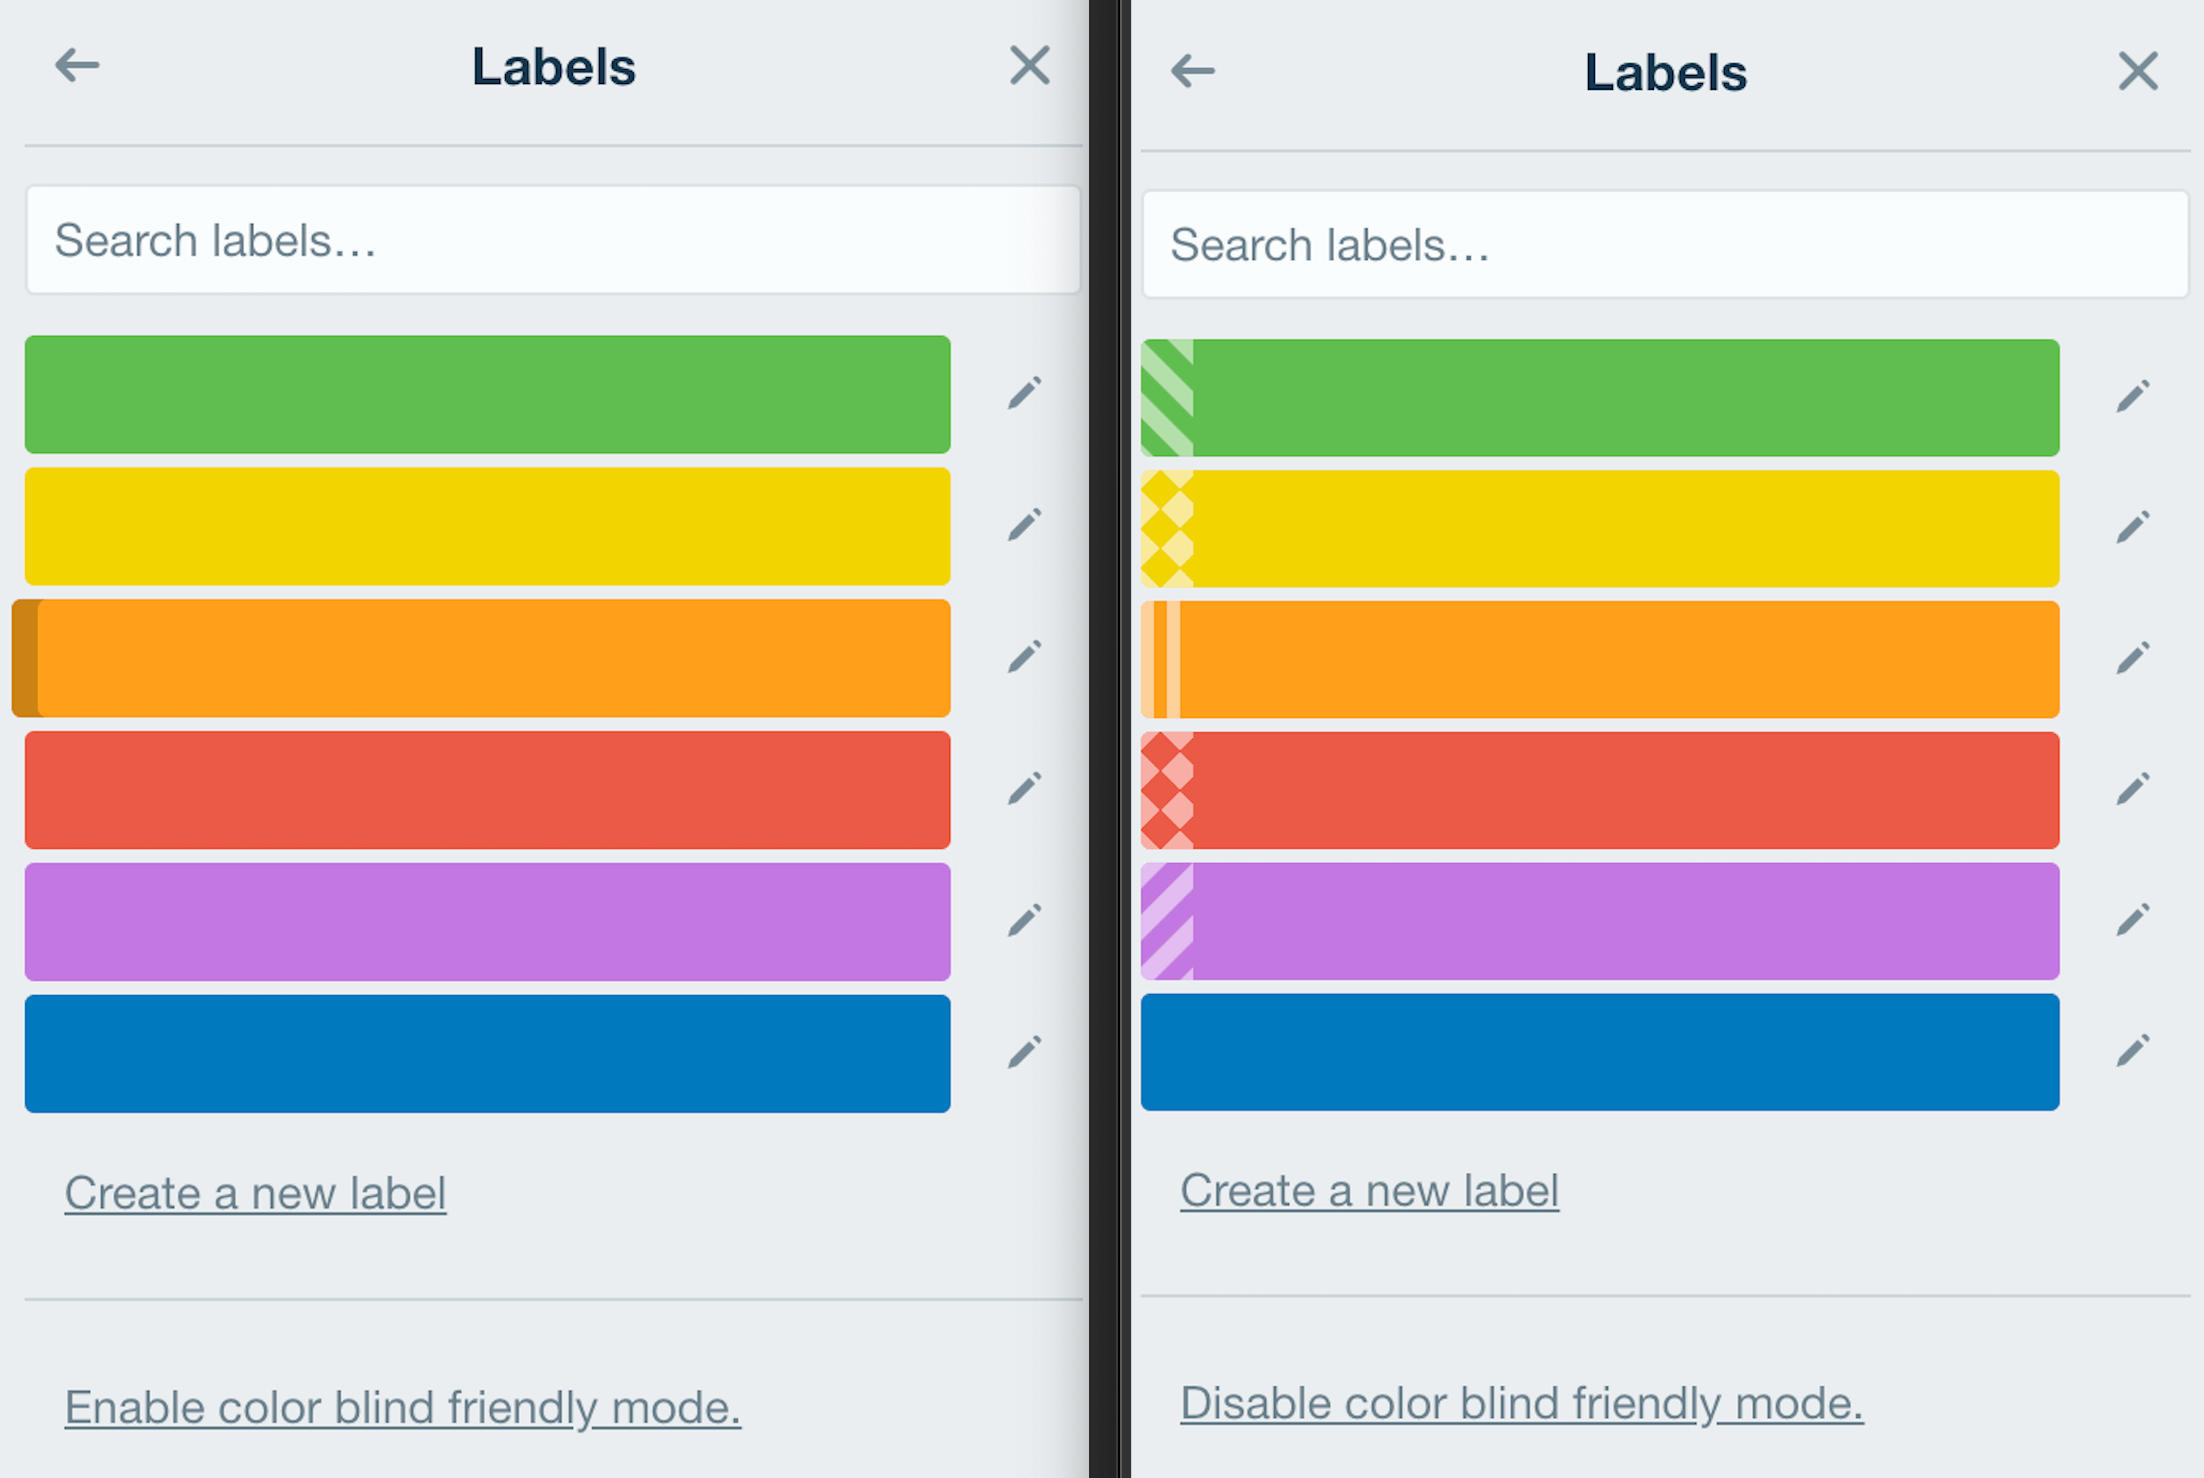 Labels
Search labels...
Create a new label
Enable color blind friendly mode.
Labels
Search labels...
Create a new label
Disable color blind friendly mode.